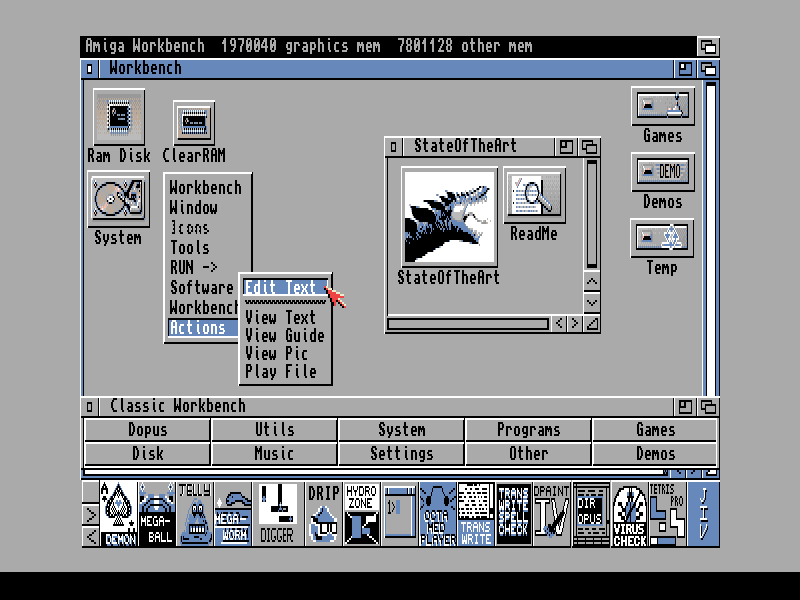 Amiga Workbench 1970040 graphics mem 7801128 other mem
Workbench
Ram Disk
ClearRAM
System
Workbench
Window
Icons
Tools
RUN ->
Software
Workbench
Actions
Edit Text
View Text
View Guide
View Pic
Play File
StateOfTheArt
StateOfTheArt
ReadMe
Games
DEMO
Demos
Temp
Classic Workbench
Dopus Utils System Programs Games
Disk Music Settings Other Demos
A
DEMON
MEGA-
BALL
JELLY
MEGA-
WORM
DIGGER
DRIP
HYDRO
ZONE
1>
OCTA
MED
PLAYER
TRANS
WRITE
TRANS
WRITE
SPELL
CHECK
DPAINT
IV
DIR
OPUS
VIRUS
CHECK
TETRIS
PRO